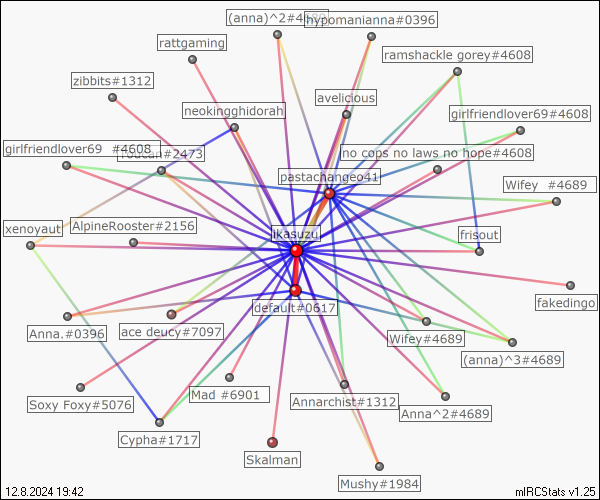 (anna)^2#4689
hypomanianna#0396
rattgaming
ramshackle gorey#4608
zibbits#1312
avelicious
neokingghidorah
girlfriendlover69#4608
girlfriendlover69 #4608
Toucan#2473
no cops no laws no hope#4608
pastachangeo41
Wifey #4689
xenoyaut
AlpineRooster#2156
ikasuzu
frisout
fakedingo
default#0617
Anna.#0396
ace deucy#7097
Wifey#4689
(anna)^3#4689
Soxy Foxy#5076
Mad #6901
Annarchist#1312
Anna^2#4689
Cypha#1717
Skalman
Mushy#1984
12.8.2024 19:42
mIRCStats v1.25